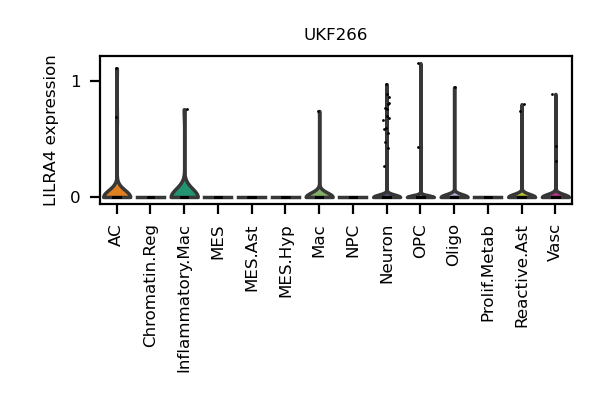 UKF266
LILRA4 expression
1
0
AC
Chromatin.Reg
Inflammatory.Mac
MES
MES.Ast
MES.Hyp
Mac
NPC
Neuron
OPC
Oligo
Prolif.Metab
Reactive.Ast
Vasc